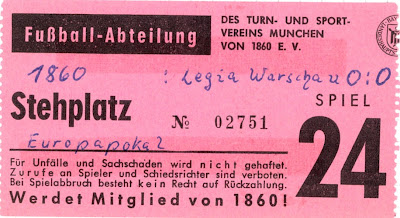 Fußball-Abteilung
DES TURN- UND SPORT-
VEREINS MUNCHEN
VON 1860 E. V.
1860 : Legia Warschau 0:0
Stehplatz
SPIEL
24
№ 02751
Europapokal
Für Unfälle und Sachschäden wird nicht gehaftet.
Zurufe an Spieler und Schiedsrichter sind verboten.
Bei Spielabbruch besteht kein Recht auf Rückzahlung.
Werdet Mitglied von 1860!